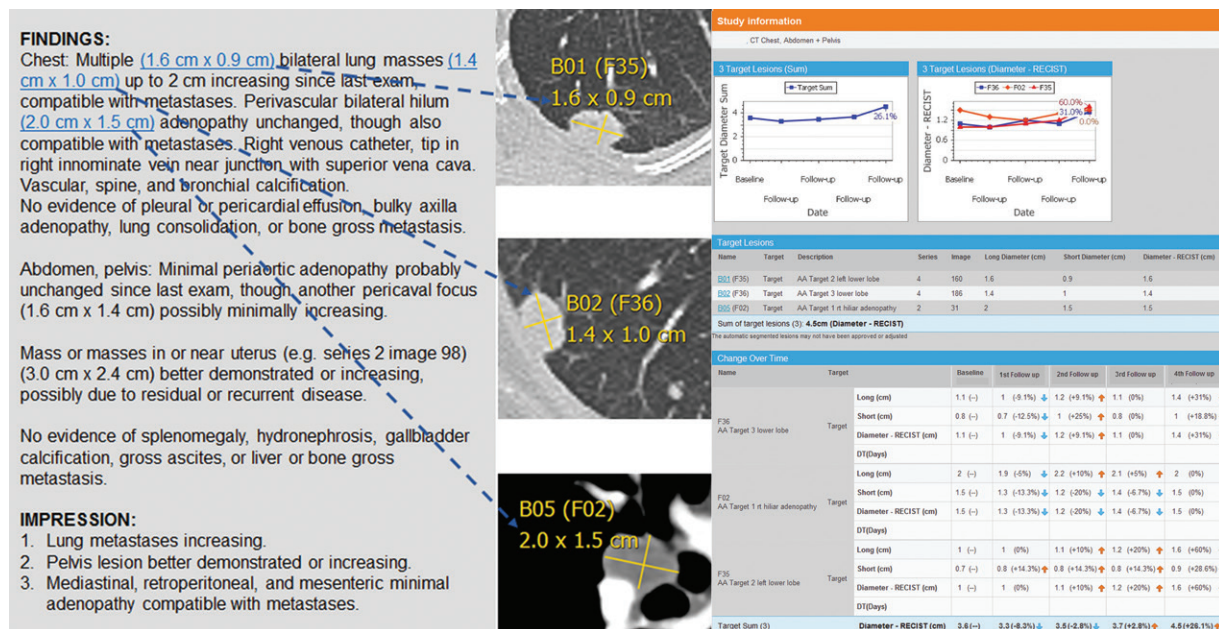 FINDINGS:
Chest: Multiple (1.6 cm x 0.9 cm) bilateral lung masses (1.4
cm x 1.0 cm) up to 2 cm increasing since last exam,
compatible with metastases. Perivascular bilateral hilum
(2.0 cm x 1.5 cm) adenopathy unchanged, though also
compatible with metastases. Right venous catheter, tip in
right innominate vein near junction with superior vena cava.
Vascular, spine, and bronchial calcification.
No evidence of pleural or pericardial effusion, bulky axilla
adenopathy, lung consolidation, or bone gross metastasis.
Abdomen, pelvis: Minimal periaortic adenopathy probably
unchanged since last exam, though another pericaval focus
(1.6 cm x 1.4 cm) possibly minimally increasing.
Mass or masses in or near uterus (e.g. series 2 image 98)
(3.0 cm x 2.4 cm) better demonstrated or increasing,
possibly due to residual or recurrent disease.
No evidence of splenomegaly, hydronephrosis, gallbladder
calcification, gross ascites, or liver or bone gross
metastasis.
IMPRESSION:
1. Lung metastases increasing.
2. Pelvis lesion better demonstrated or increasing.
3. Mediastinal, retroperitoneal, and mesenteric minimal
adenopathy compatible with metastases.
B01 (F35)
1.6 x 0.9 cm
B02 (F36)
1.4 x 1.0 cm
B05 (F02)
2.0 x 1.5 cm
Study information
, CT Chest, Abdomen + Pelvis
3 Target Lesions (Sum)
Target Sum
Target Diameter Sum
4
2
0
26.1%
Baseline Follow-up Follow-up
Follow-up Follow-up
Date
3 Target Lesions (Diameter - RECIST)
F36 F02 F35
Diameter - RECIST
1.2
0.6
0
60.0%
31.0%
0.0%
Baseline Follow-up Follow-up
Follow-up Follow-up
Date
Target Lesions
Name Target Description Series Image Long Diameter (cm) Short Diameter (cm) Diameter - RECIST (cm)
B01 (F35) Target AA Target 2 left lower lobe 4 160 1.6 0.9 1.6
B02 (F36) Target AA Target 3 lower lobe 4 186 1.4 1 1.4
B05 (F02) Target AA Target 1 rt hiliar adenopathy 2 31 2 1.5 1.5
Sum of target lesions (3): 4.5cm (Diameter - RECIST)
The automatic segmented lesions may not have been approved or adjusted
Change Over Time
Name Target Baseline 1st Follow up 2nd Follow up 3rd Follow up 4th Follow up
F36
AA Target 3 lower lobe
Target
Long (cm) 1.1 (--) 1 (-9.1%) 1.2 (+9.1%) 1.1 (0%) 1.4 (+31%)
Short (cm) 0.8 (--) 0.7 (-12.5%) 1 (+25%) 0.8 (0%) 1 (+18.8%)
Diameter - RECIST (cm) 1.1 (--) 1 (-9.1%) 1.2 (+9.1%) 1.1 (0%) 1.4 (+31%)
DT(Days)
F02
AA Target 1 rt hiliar adenopathy
Target
Long (cm) 2 (--) 1.9 (-5%) 2.2 (+10%) 2.1 (+5%) 2 (0%)
Short (cm) 1.5 (--) 1.3 (-13.3%) 1.2 (-20%) 1.4 (-6.7%) 1.5 (0%)
Diameter - RECIST (cm) 1.5 (--) 1.3 (-13.3%) 1.2 (-20%) 1.4 (-6.7%) 1.5 (0%)
DT(Days)
F35
AA Target 2 left lower lobe
Target
Long (cm) 1 (--) 1 (0%) 1.1 (+10%) 1.2 (+20%) 1.6 (+60%)
Short (cm) 0.7 (--) 0.8 (+14.3%) 0.8 (+14.3%) 0.8 (+14.3%) 0.9 (+28.6%)
Diameter - RECIST (cm) 1 (--) 1 (0%) 1.1 (+10%) 1.2 (+20%) 1.6 (+60%)
DT(Days)
Target Sum (3) Diameter - RECIST (cm) 3.6 (--) 3.3 (-8.3%) 3.5 (-2.8%) 3.7 (+2.8%) 4.5 (+26.1%)